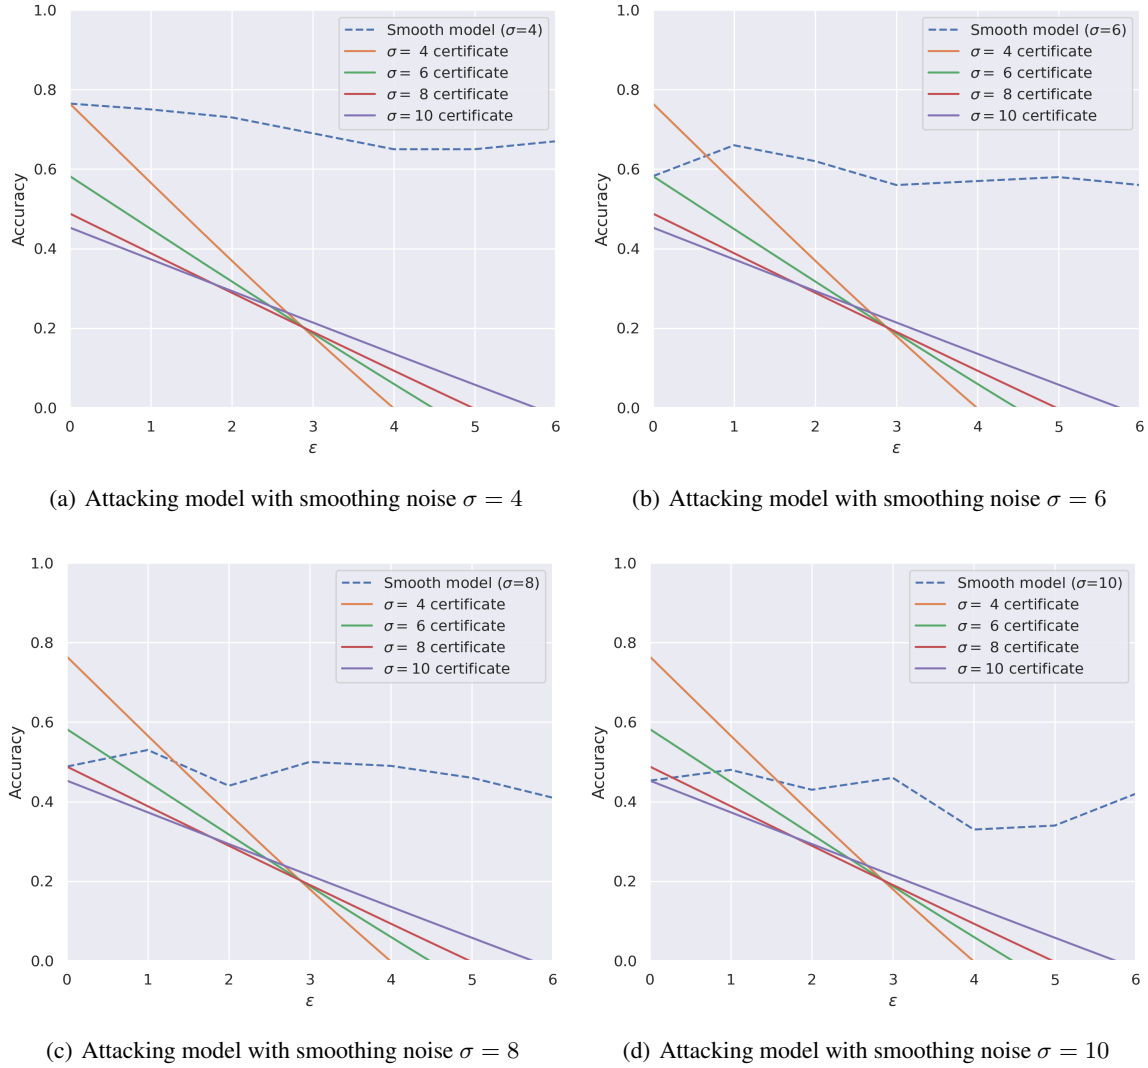 1.0
0.8
0.6
0.4
0.2
0.0
Accuracy
0 1 2 3 4 5 6
ε
Smooth model (σ=4)
σ = 4 certificate
σ = 6 certificate
σ = 8 certificate
σ = 10 certificate
(a) Attacking model with smoothing noise σ = 4
1.0
0.8
0.6
0.4
0.2
0.0
Accuracy
0 1 2 3 4 5 6
ε
Smooth model (σ=6)
σ = 4 certificate
σ = 6 certificate
σ = 8 certificate
σ = 10 certificate
(b) Attacking model with smoothing noise σ = 6
1.0
0.8
0.6
0.4
0.2
0.0
Accuracy
0 1 2 3 4 5 6
ε
Smooth model (σ=8)
σ = 4 certificate
σ = 6 certificate
σ = 8 certificate
σ = 10 certificate
(c) Attacking model with smoothing noise σ = 8
1.0
0.8
0.6
0.4
0.2
0.0
Accuracy
0 1 2 3 4 5 6
ε
Smooth model (σ=10)
σ = 4 certificate
σ = 6 certificate
σ = 8 certificate
σ = 10 certificate
(d) Attacking model with smoothing noise σ = 10